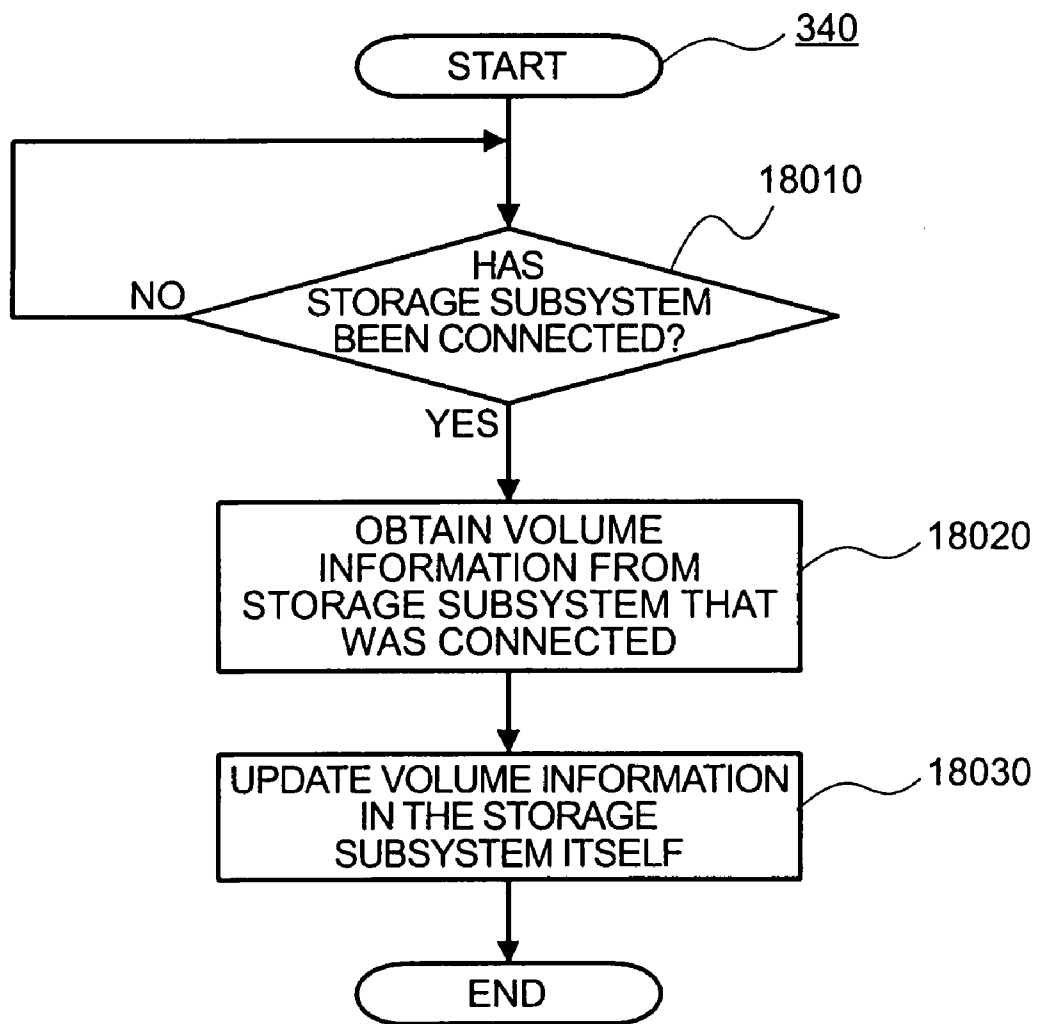 340
START
18010
HAS
STORAGE SUBSYSTEM
BEEN CONNECTED?
NO
YES
OBTAIN VOLUME
INFORMATION FROM
STORAGE SUBSYSTEM THAT
WAS CONNECTED
18020
UPDATE VOLUME INFORMATION
IN THE STORAGE
SUBSYSTEM ITSELF
18030
END